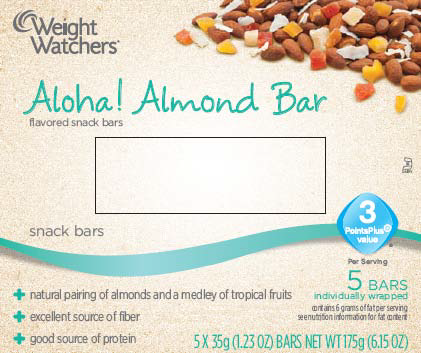 Weight
Watchers
Aloha! Almond Bar
flavored snack bars
snack bars
3
PointsPlus®
value
Per Serving
5 BARS
individually wrapped
contains 6 grams of fat per serving
see nutrition information for fat content
+ natural pairing of almonds and a medley of tropical fruits
+ excellent source of fiber
+ good source of protein
5 X 35g (1.23 OZ) BARS NET WT 175g (6.15 OZ)